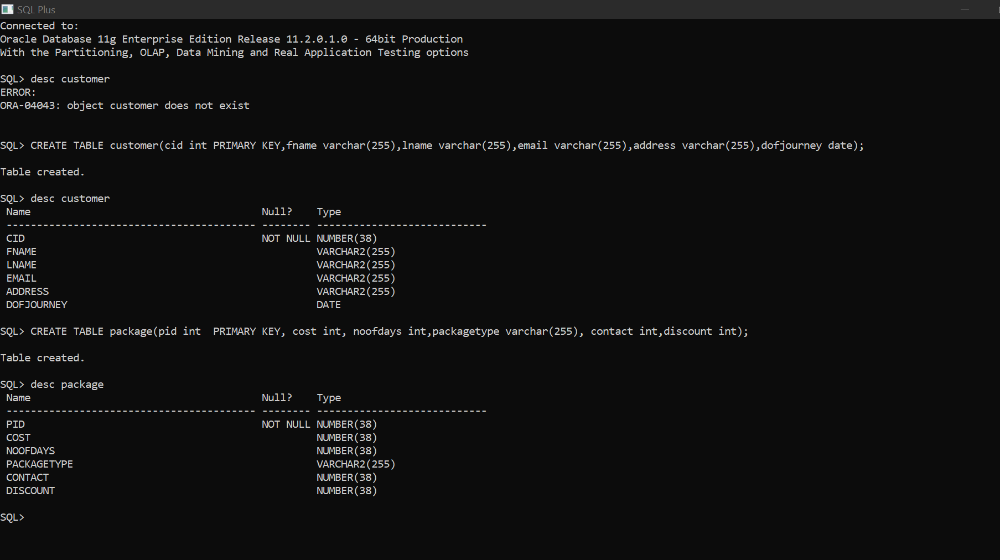 SQL Plus
Connected to:
Oracle Database 11g Enterprise Edition Release 11.2.0.1.0 - 64bit Production
With the Partitioning, OLAP, Data Mining and Real Application Testing options
SQL> desc customer
ERROR:
ORA-04043: object customer does not exist
SQL> CREATE TABLE customer(cid int PRIMARY KEY,fname varchar(255),lname varchar(255),email varchar(255),address varchar(255),dofjourney date);
Table created.
SQL> desc customer
 Name                                      Null?    Type
 ----------------------------------------- -------- ----------------------------
 CID                                       NOT NULL NUMBER(38)
 FNAME                                              VARCHAR2(255)
 LNAME                                              VARCHAR2(255)
 EMAIL                                              VARCHAR2(255)
 ADDRESS                                            VARCHAR2(255)
 DOFJOURNEY                                         DATE
SQL> CREATE TABLE package(pid int  PRIMARY KEY, cost int, noofdays int,packagetype varchar(255), contact int,discount int);
Table created.
SQL> desc package
 Name                                      Null?    Type
 ----------------------------------------- -------- ----------------------------
 PID                                       NOT NULL NUMBER(38)
 COST                                               NUMBER(38)
 NOOFDAYS                                           NUMBER(38)
 PACKAGETYPE                                        VARCHAR2(255)
 CONTACT                                            NUMBER(38)
 DISCOUNT                                           NUMBER(38)
SQL>